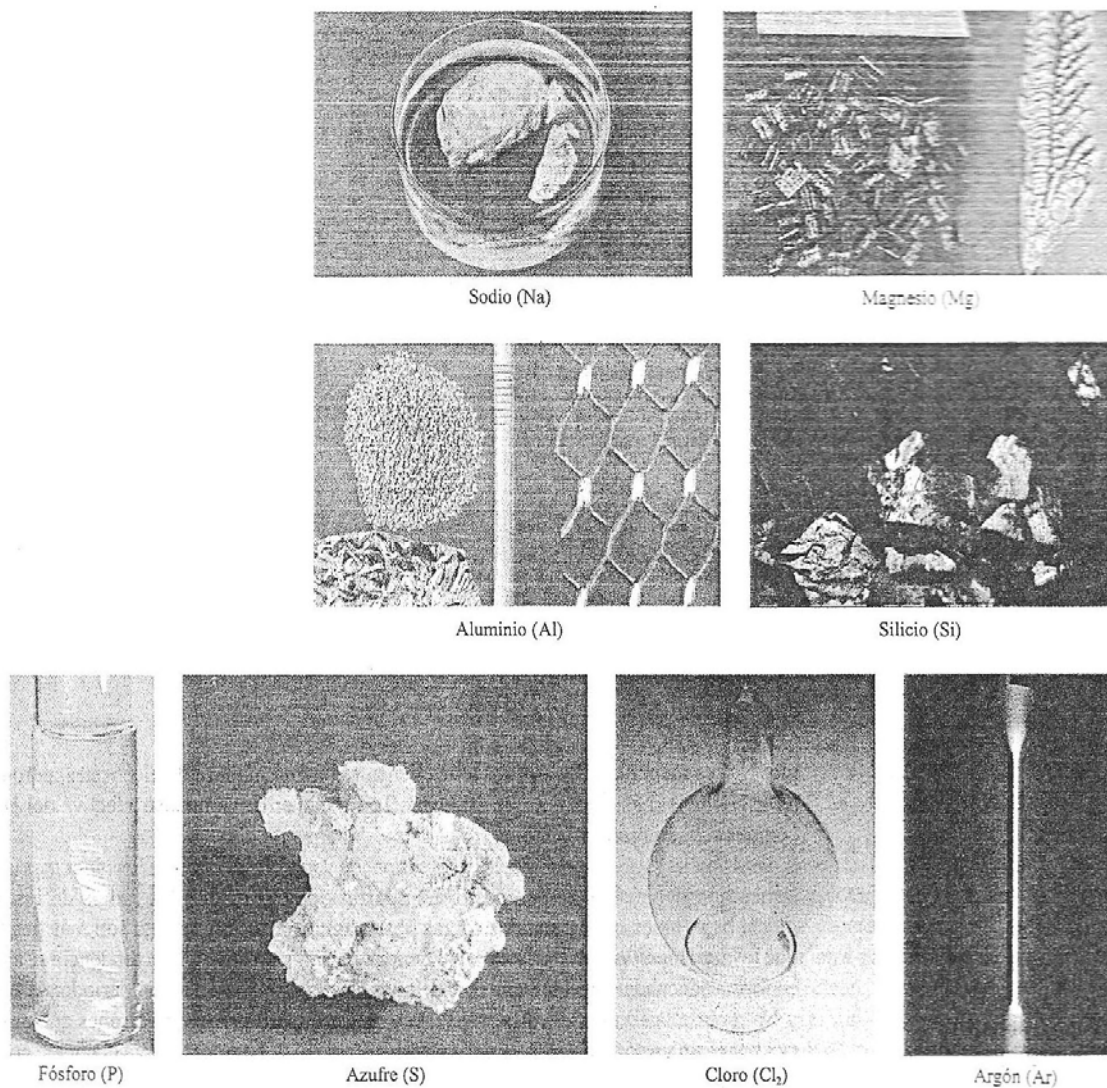 Sodio (Na)
Magnesio (Mg)
Aluminio (Al)
Silicio (Si)
Fósforo (P)
Azufre (S)
Cloro (Cl₂)
Argón (Ar)